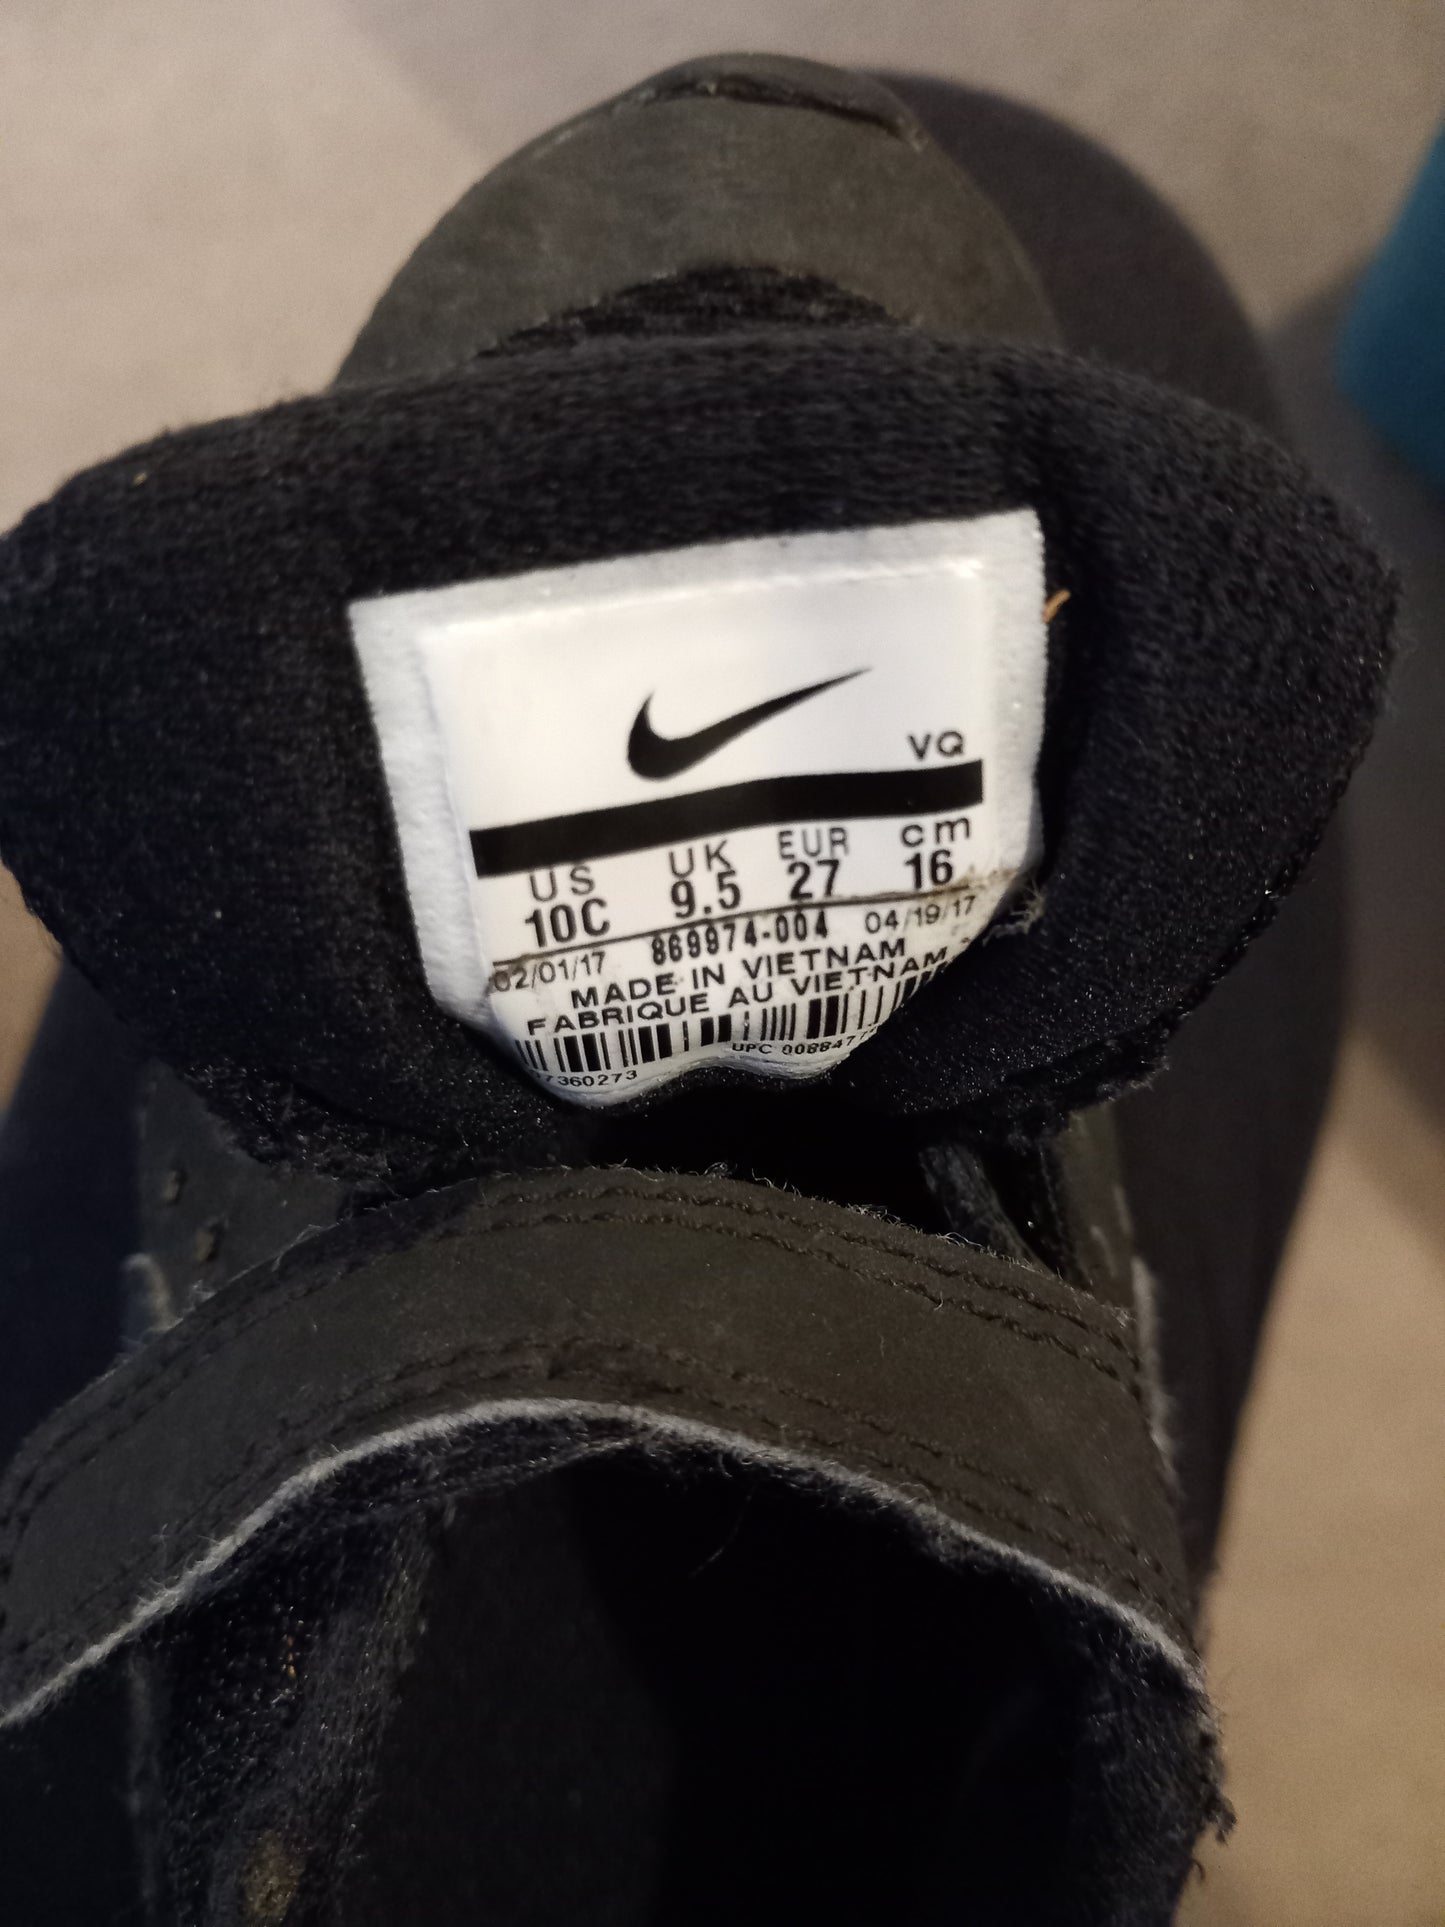 VQ
US UK EUR cm
10C 9.5 27 16
02/01/17 869974-004 04/19/17
MADE IN VIETNAM
FABRIQUE AU VIETNAM
UPC 0088477
7360273